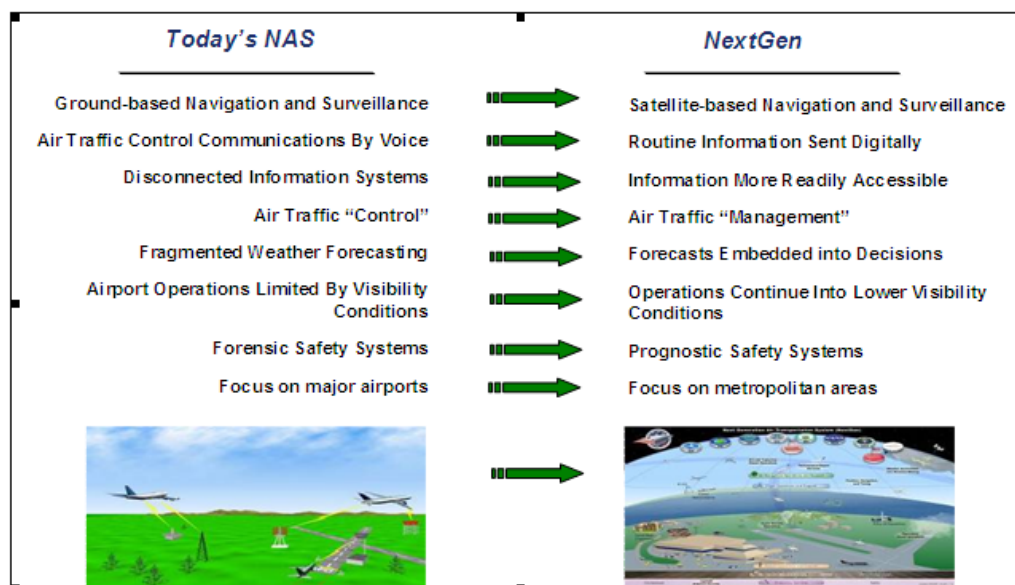 Today's NAS
NextGen
Ground-based Navigation and Surveillance
Satellite-based Navigation and Surveillance
Air Traffic Control Communications By Voice
Routine Information Sent Digitally
Disconnected Information Systems
Information More Readily Accessible
Air Traffic “Control”
Air Traffic “Management”
Fragmented Weather Forecasting
Forecasts Embedded into Decisions
Airport Operations Limited By Visibility
Conditions
Operations Continue Into Lower Visibility
Conditions
Forensic Safety Systems
Prognostic Safety Systems
Focus on major airports
Focus on metropolitan areas